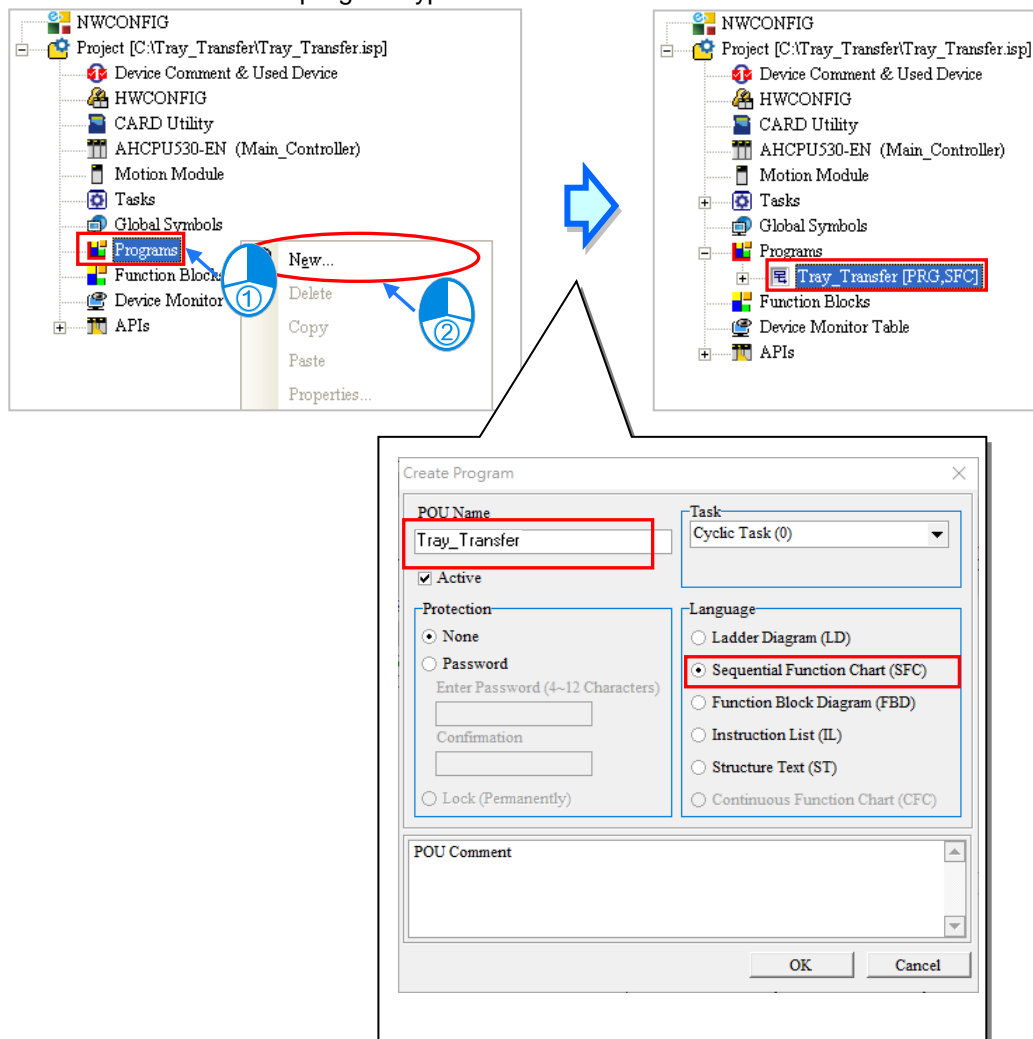 NWCONFIG
Project [C:\Tray_Transfer\Tray_Transfer.isp]
Device Comment & Used Device
HWCONFIG
CARD Utility
AHCPU530-EN (Main_Controller)
Motion Module
Tasks
Global Symbols
Programs
Function Blocks
Device Monitor
APIs
New...
Delete
Copy
Paste
Properties...
①
②
NWCONFIG
Project [C:\Tray_Transfer\Tray_Transfer.isp]
Device Comment & Used Device
HWCONFIG
CARD Utility
AHCPU530-EN (Main_Controller)
Motion Module
Tasks
Global Symbols
Programs
Tray_Transfer [PRG,SFC]
Function Blocks
Device Monitor Table
APIs
Create Program
POU Name
Tray_Transfer
Active
Task
Cyclic Task (0)
Protection
None
Password
Enter Password (4~12 Characters)
Confirmation
Lock (Permanently)
Language
Ladder Diagram (LD)
Sequential Function Chart (SFC)
Function Block Diagram (FBD)
Instruction List (IL)
Structure Text (ST)
Continuous Function Chart (CFC)
POU Comment
OK Cancel